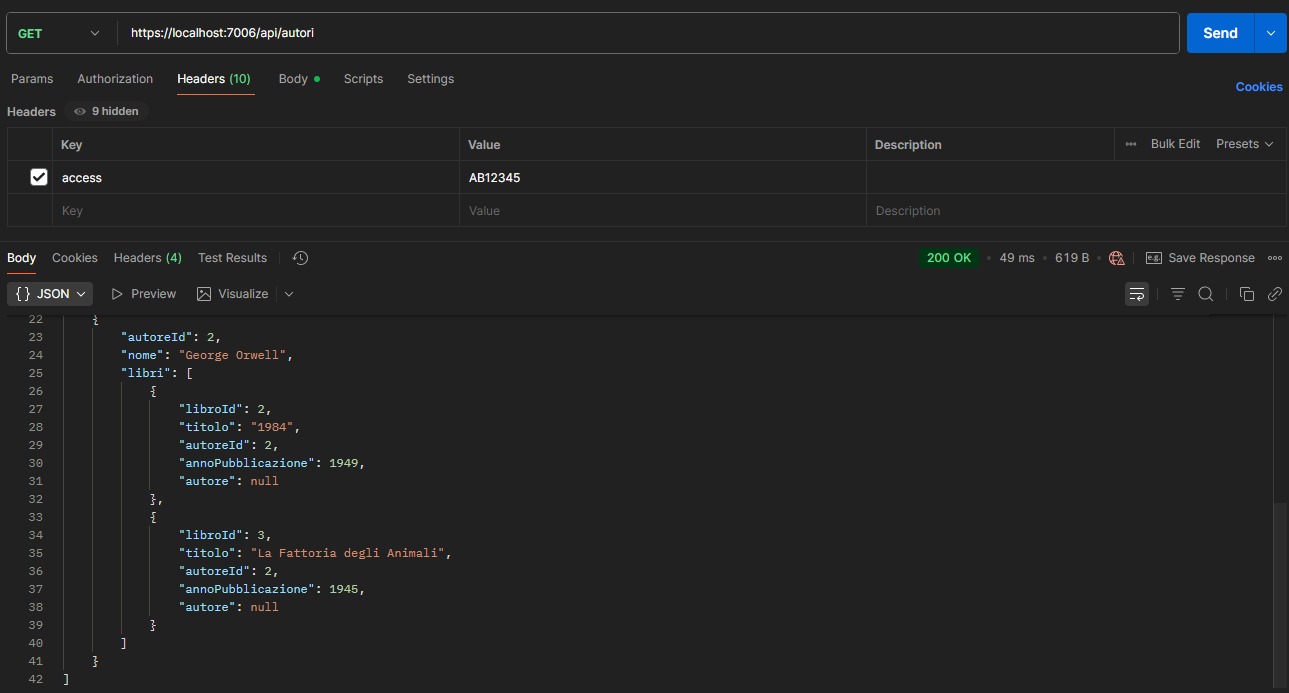 GET https://localhost:7006/api/autori Send
Params Authorization Headers (10) Body Scripts Settings Cookies
Headers 9 hidden
Key Value Description Bulk Edit Presets
access AB12345
Key Value Description
Body Cookies Headers (4) Test Results 200 OK • 49 ms • 619 B • e.g. Save Response
{} JSON Preview Visualize
22 {
23 "autoreId": 2,
24 "nome": "George Orwell",
25 "libri": [
26 {
27 "libroId": 2,
28 "titolo": "1984",
29 "autoreId": 2,
30 "annoPubblicazione": 1949,
31 "autore": null
32 },
33 {
34 "libroId": 3,
35 "titolo": "La Fattoria degli Animali",
36 "autoreId": 2,
37 "annoPubblicazione": 1945,
38 "autore": null
39 }
40 ]
41 }
42 ]